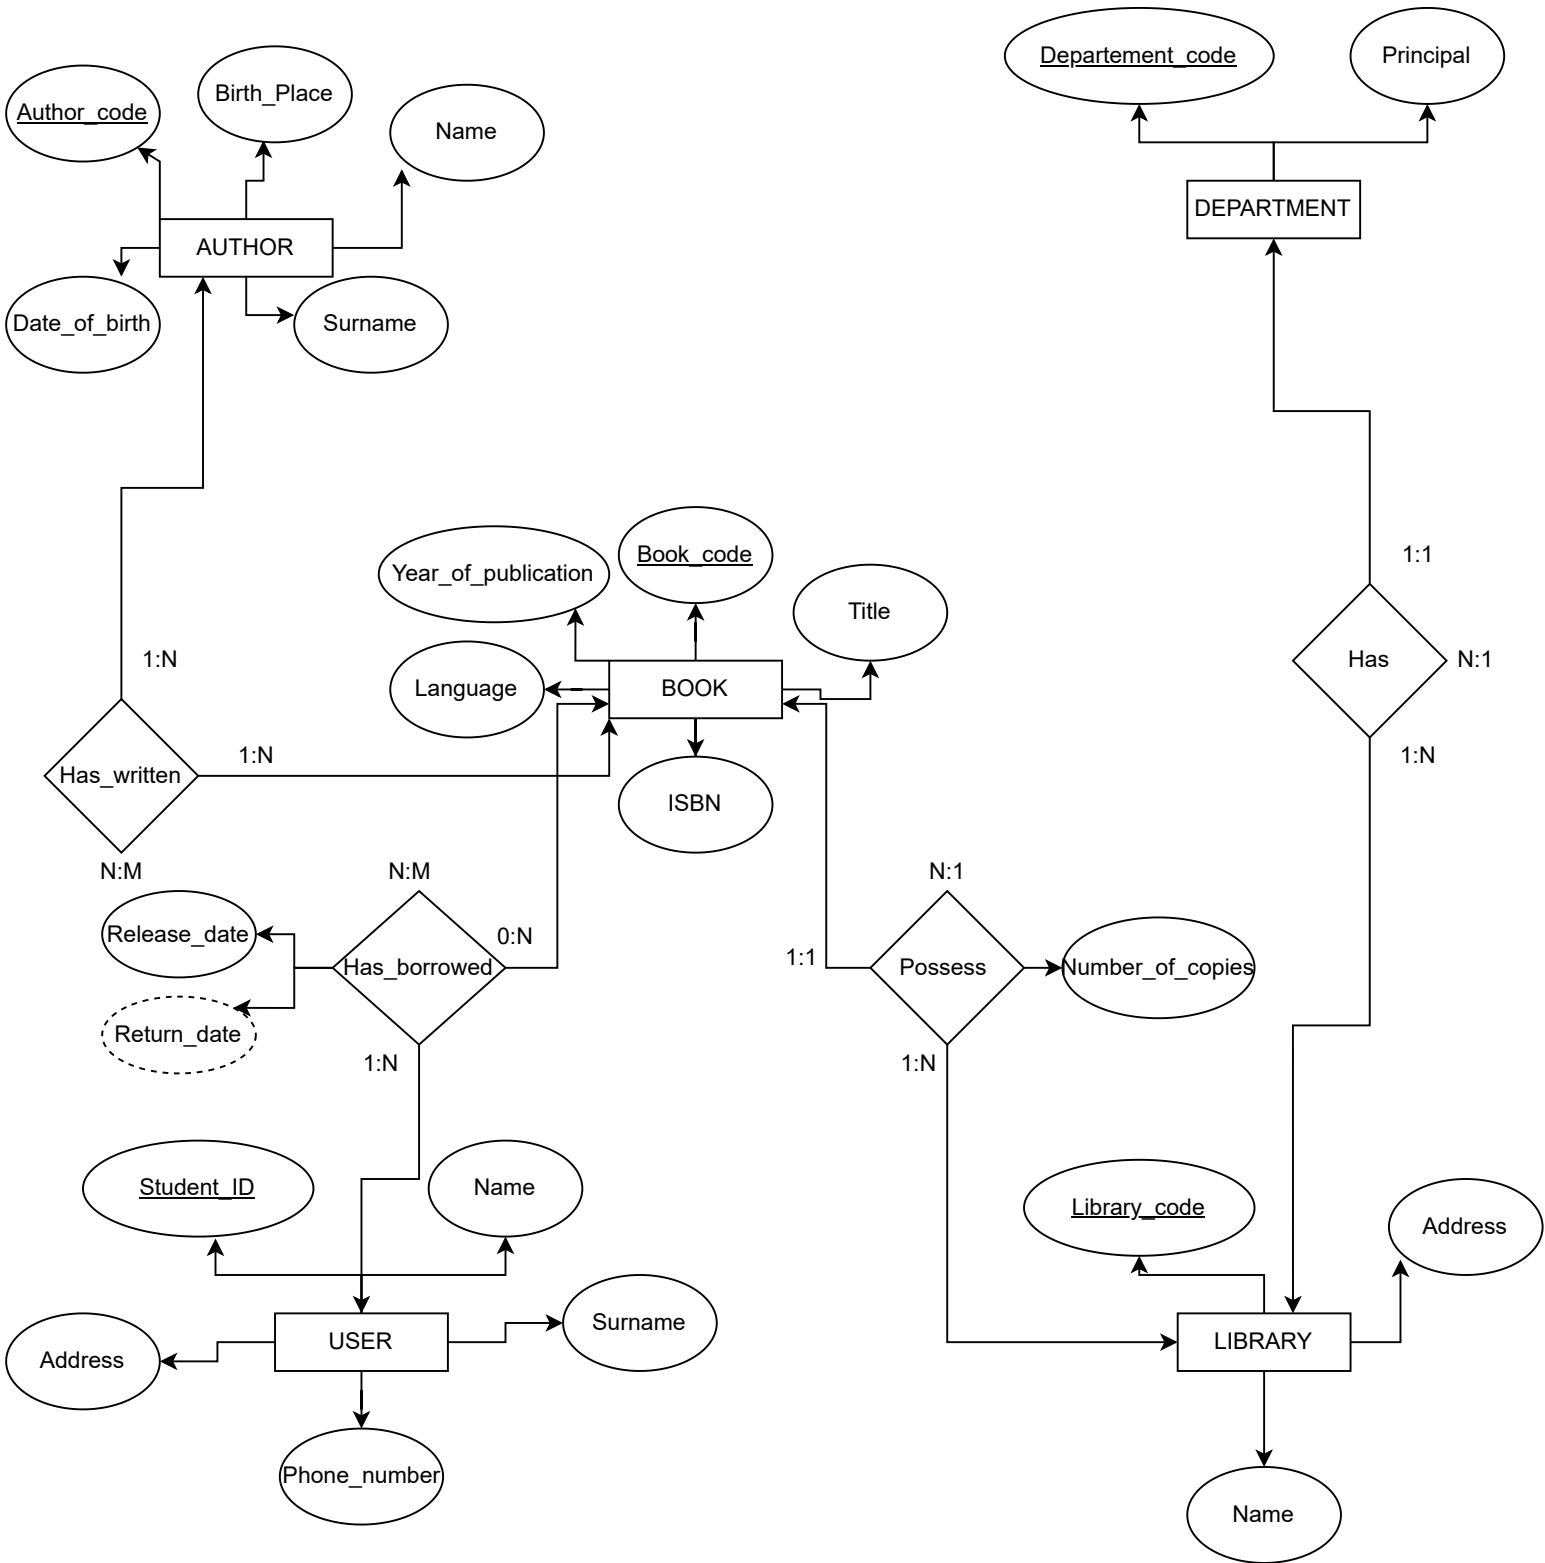 Departement_code
Principal
Birth_Place
Author_code
Name
DEPARTMENT
AUTHOR
Date_of_birth
Surname
Year_of_publication
Book_code
1:1
Title
1:N
Has
N:1
Language
BOOK
1:N
1:N
Has_written
ISBN
N:M
N:M
N:1
Release_date
0:N
1:1
Has_borrowed
Possess
Number_of_copies
Return_date
1:N
1:N
Student_ID
Name
Library_code
Address
Surname
USER
LIBRARY
Address
Phone_number
Name